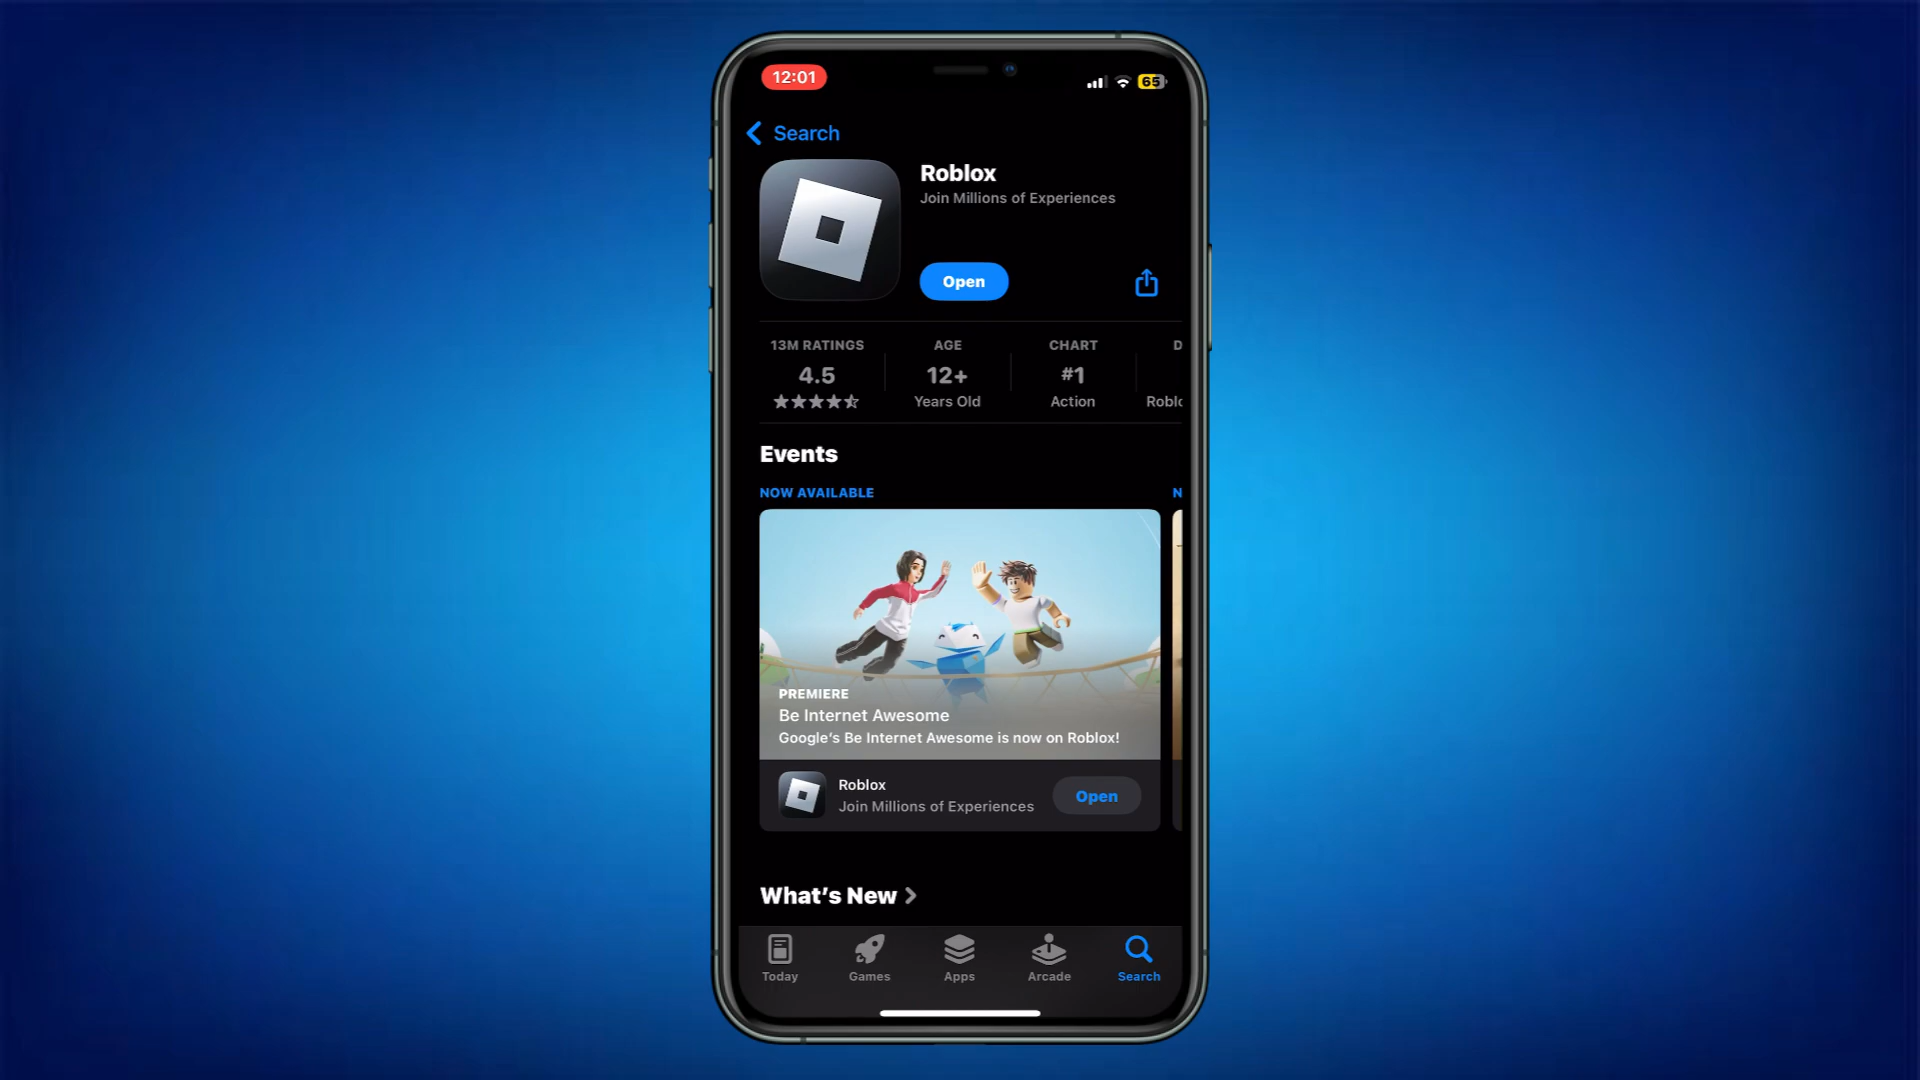 12:01
65
Search
Roblox
Join Millions of Experiences
Open
13M RATINGS
AGE
CHART
D
4.5
12+
#1
Years Old
Action
Roblo
Events
NOW AVAILABLE
N
PREMIERE
Be Internet Awesome
Google's Be Internet Awesome is now on Roblox!
Roblox
Join Millions of Experiences
Open
What's New
Today
Games
Apps
Arcade
Search